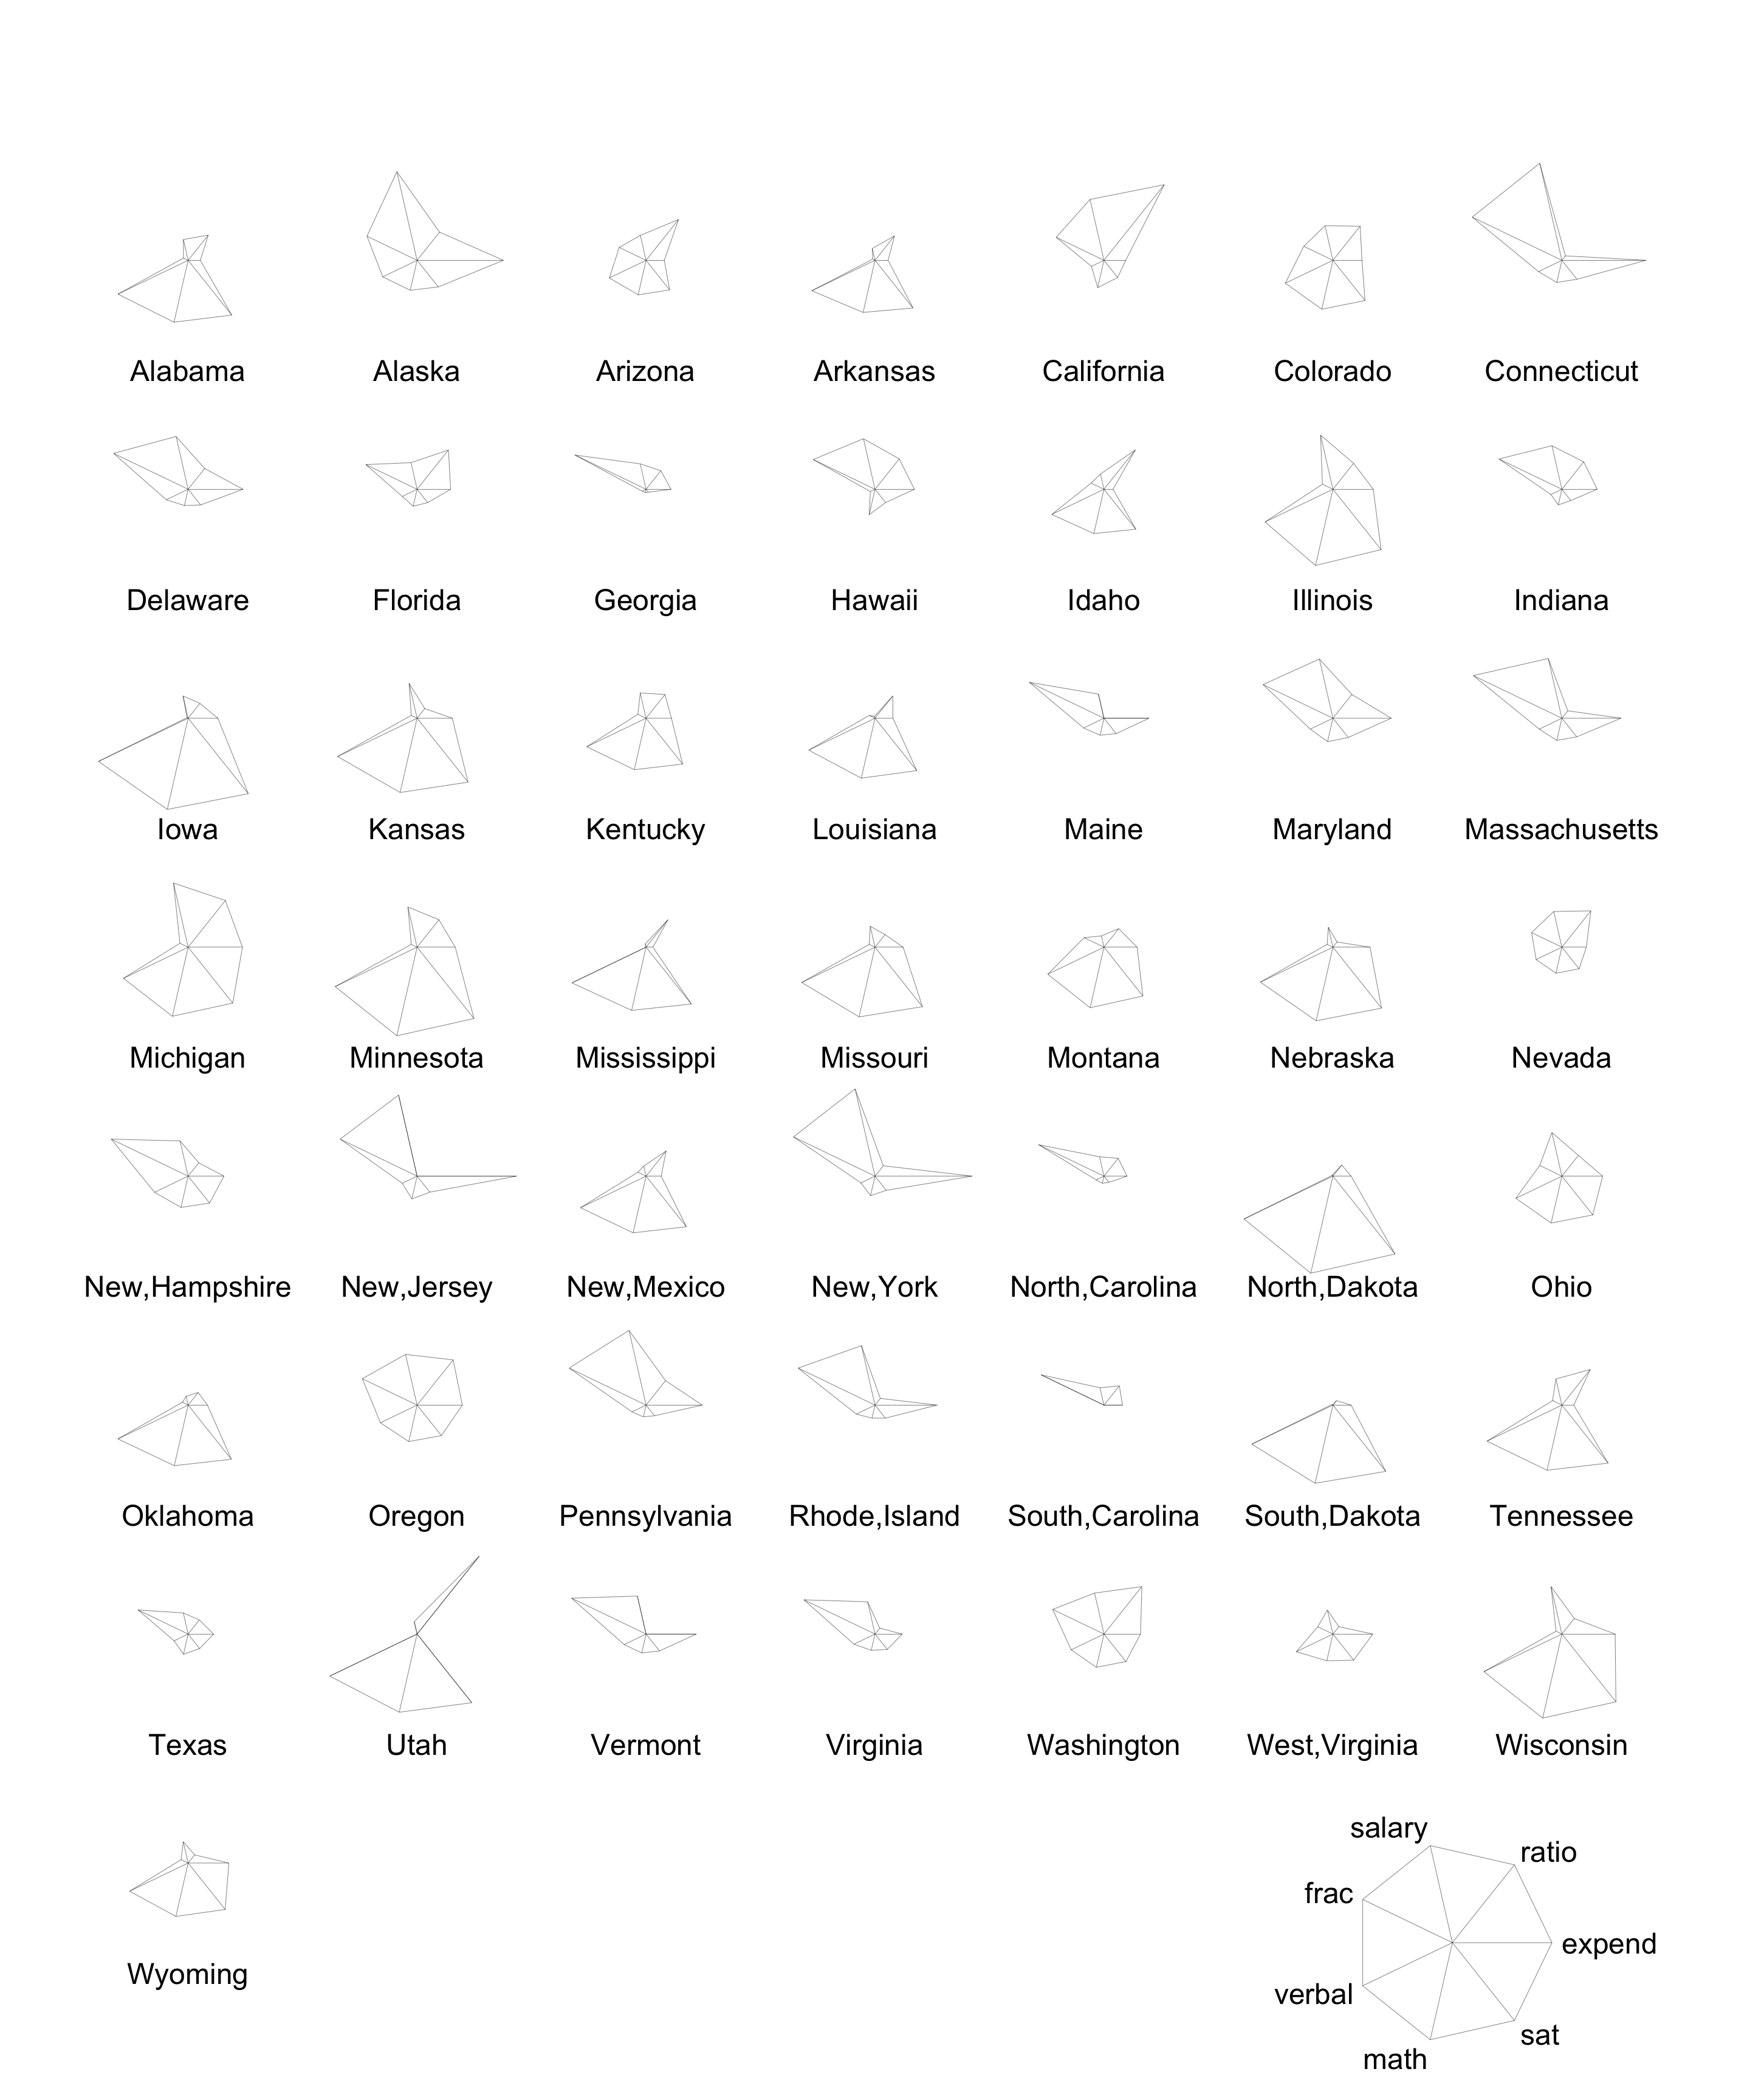 Alabama Alaska Arizona Arkansas California Colorado Connecticut
Delaware Florida Georgia Hawaii Idaho Illinois Indiana
Iowa Kansas Kentucky Louisiana Maine Maryland Massachusetts
Michigan Minnesota Mississippi Missouri Montana Nebraska Nevada
New,Hampshire New,Jersey New,Mexico New,York North,Carolina North,Dakota Ohio
Oklahoma Oregon Pennsylvania Rhode,Island South,Carolina South,Dakota Tennessee
Texas Utah Vermont Virginia Washington West,Virginia Wisconsin
Wyoming
salary
ratio
frac
expend
verbal
sat
math